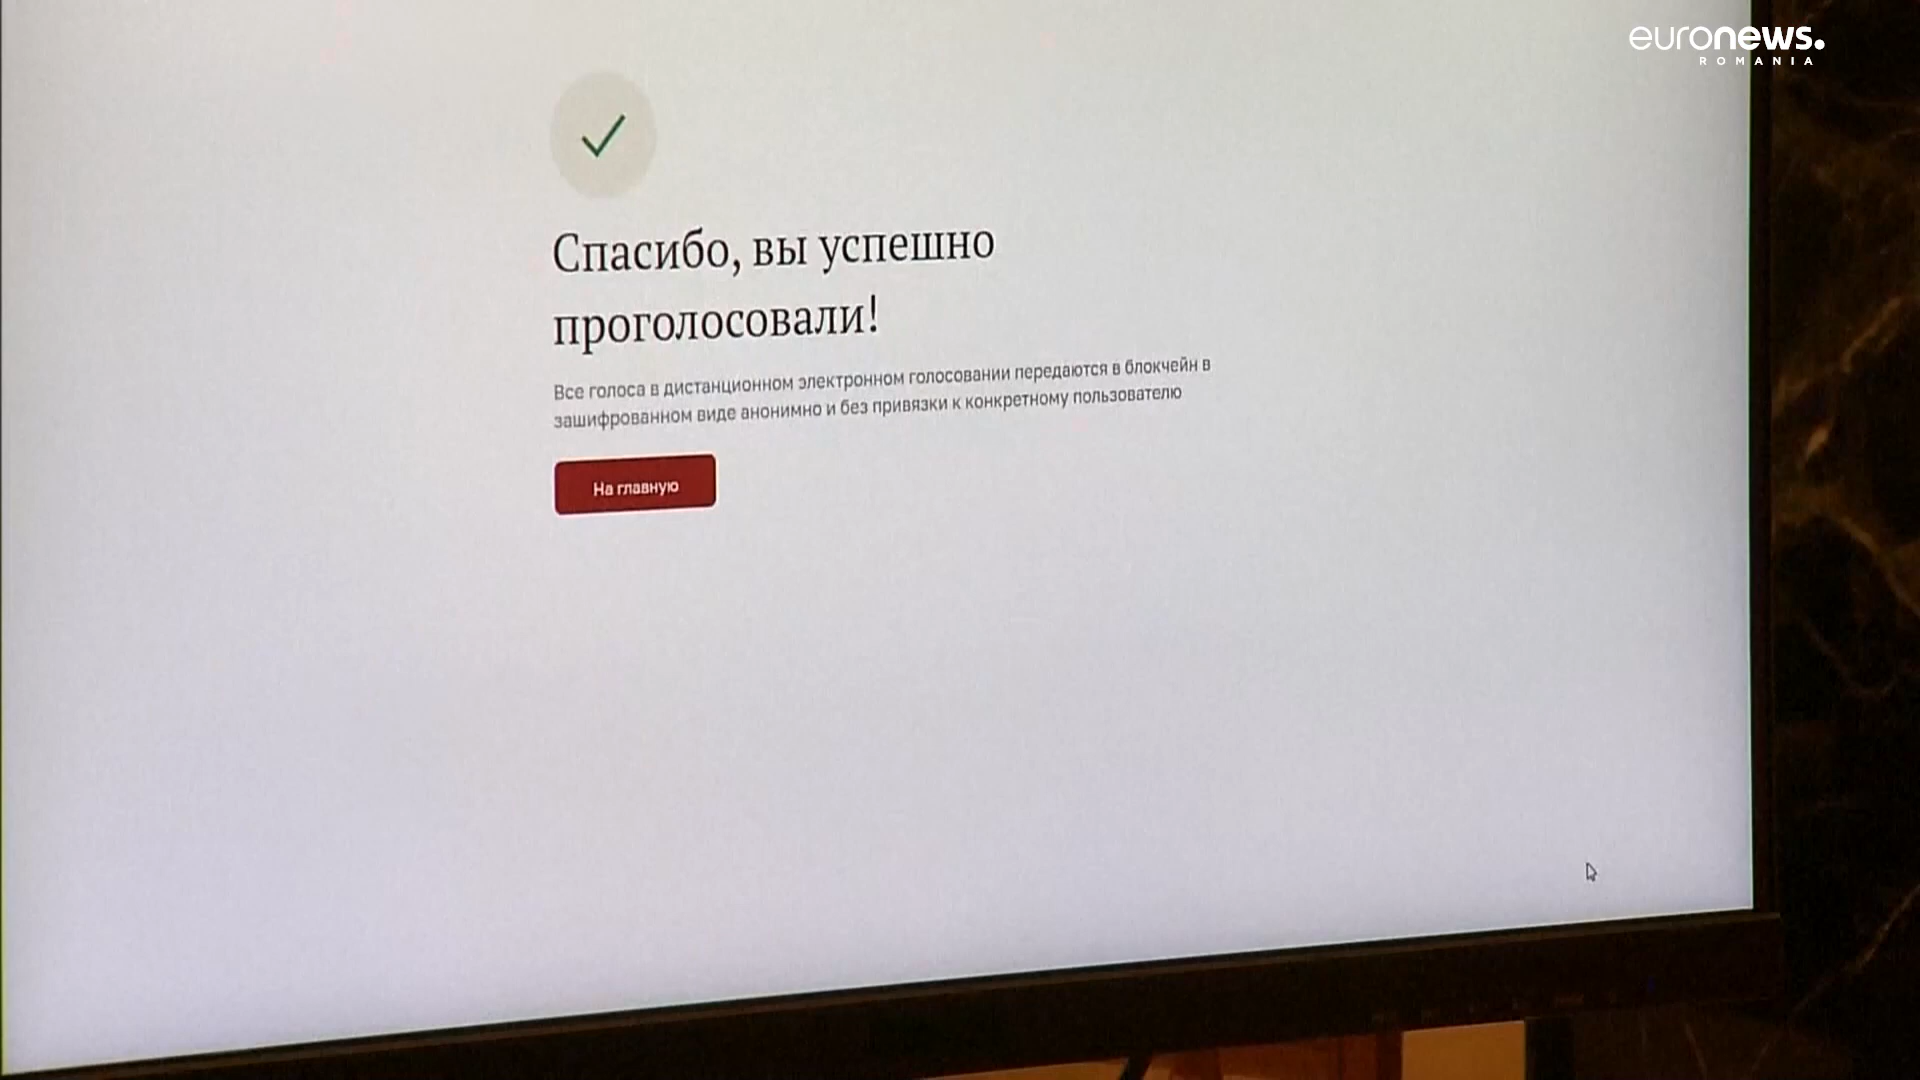 euronews.
ROMANIA
Спасибо, вы успешно
проголосовали!
Все голоса в дистанционном электронном голосовании передаются в блокчейн в
зашифрованном виде анонимно и без привязки к конкретному пользователю
На главную